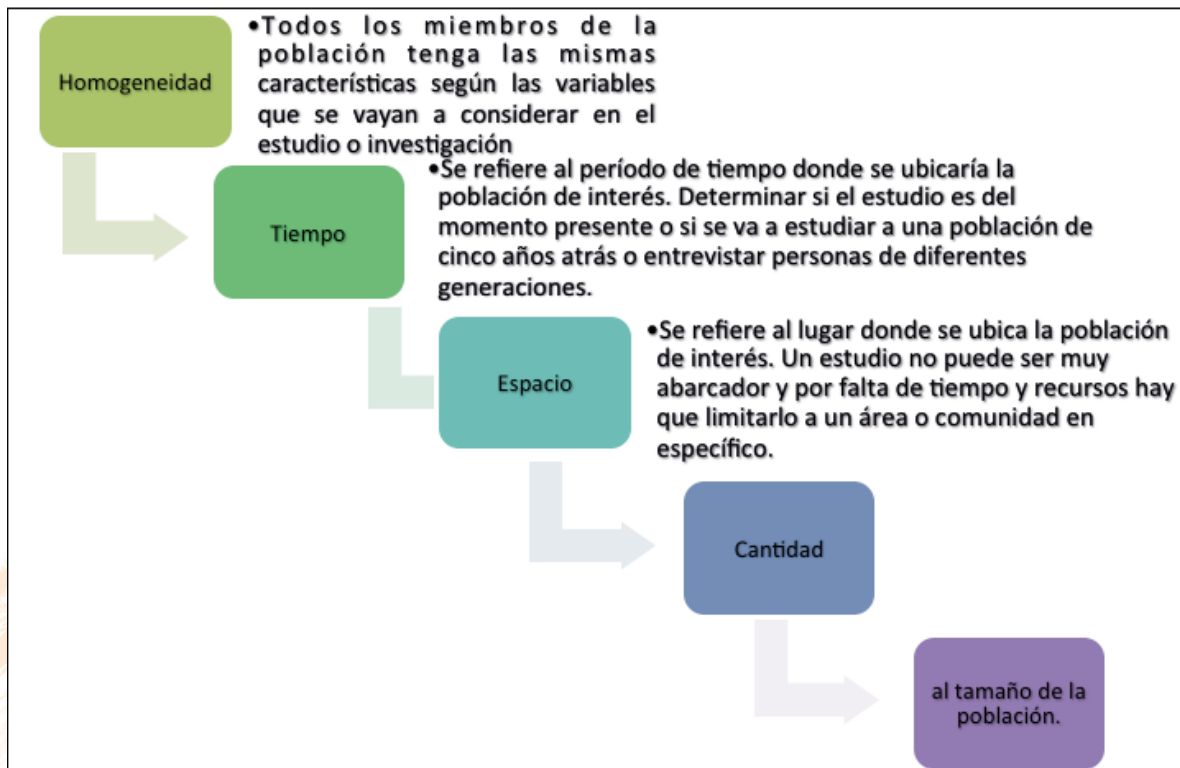 Homogeneidad
•Todos los miembros de la
población tenga las mismas
características según las variables
que se vayan a considerar en el
estudio o investigación
Tiempo
•Se refiere al período de tiempo donde se ubicaría la
población de interés. Determinar si el estudio es del
momento presente o si se va a estudiar a una población de
cinco años atrás o entrevistar personas de diferentes
generaciones.
Espacio
•Se refiere al lugar donde se ubica la población
de interés. Un estudio no puede ser muy
abarcador y por falta de tiempo y recursos hay
que limitarlo a un área o comunidad en
específico.
Cantidad
al tamaño de la
población.